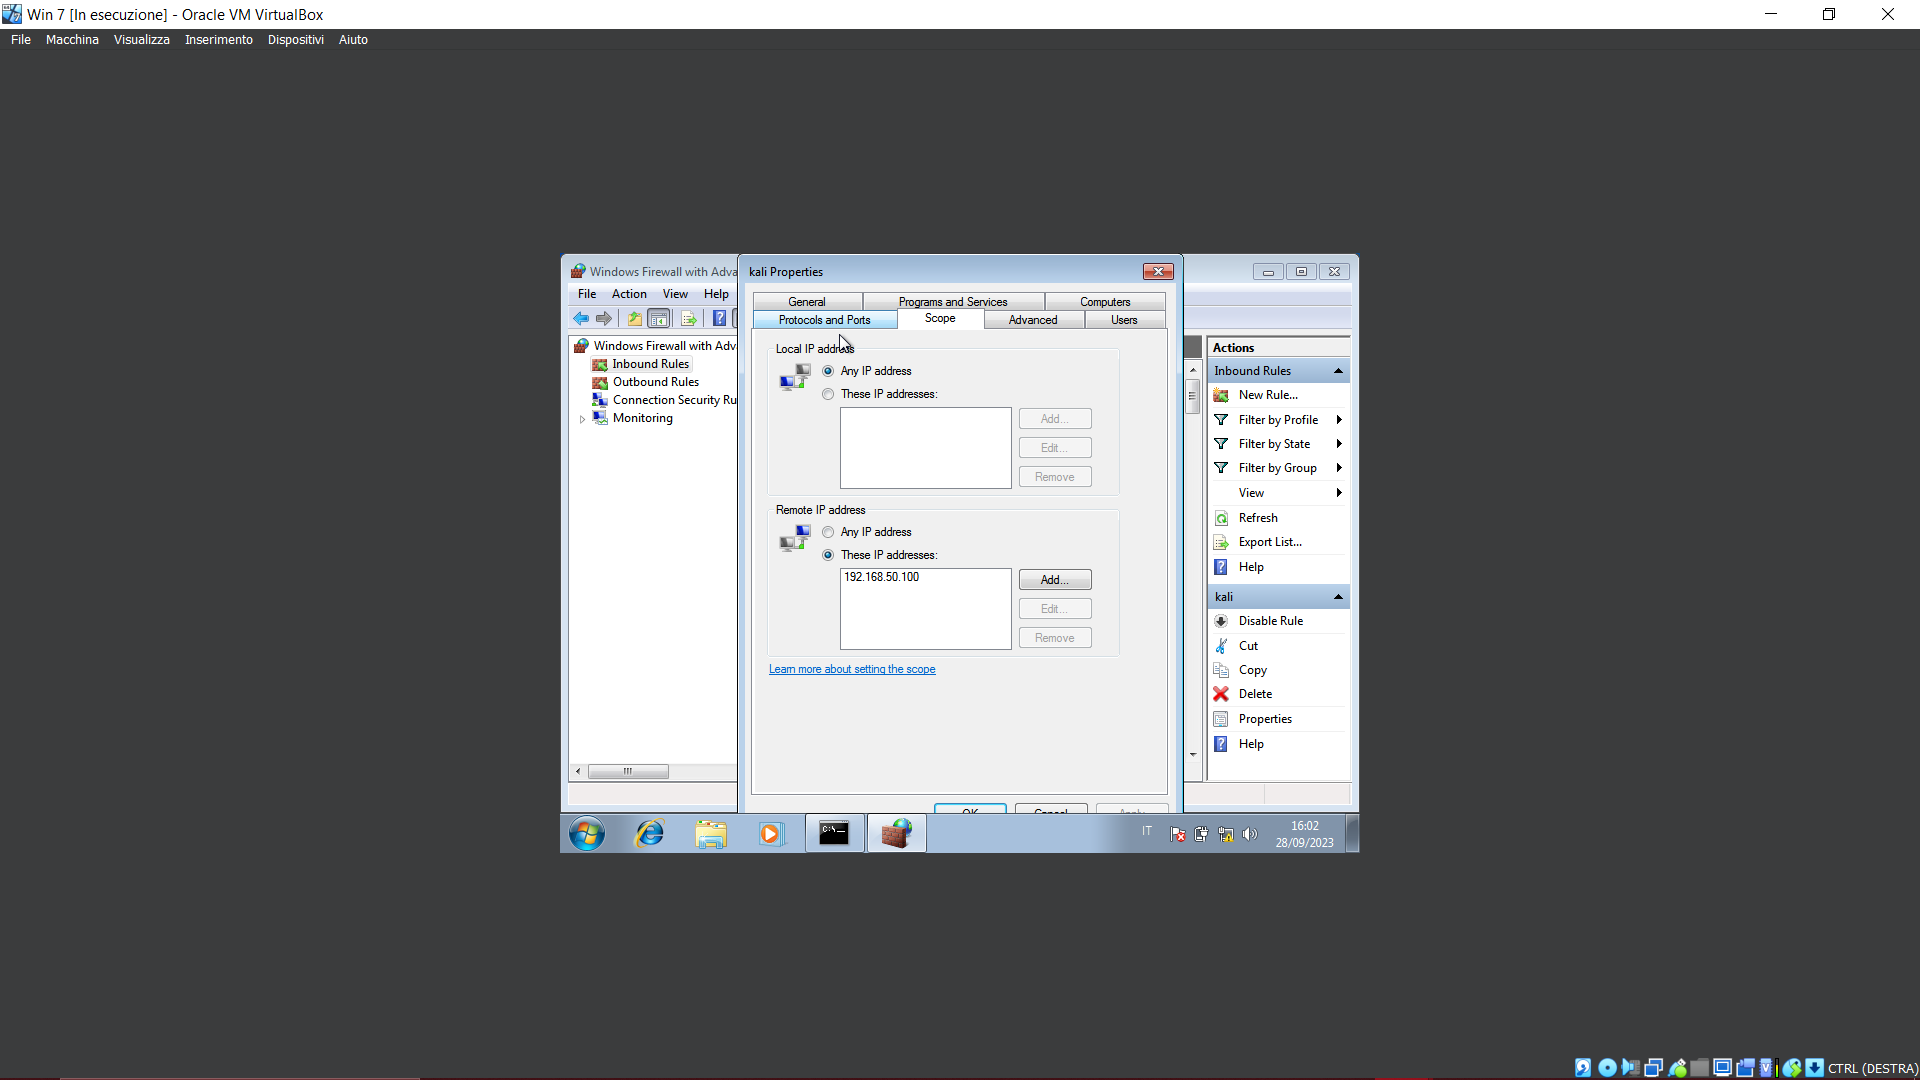 Win 7 [In esecuzione] - Oracle VM VirtualBox
File Macchina Visualizza Inserimento Dispositivi Aiuto
Windows Firewall with Adva
kali Properties
File Action View Help
General Programs and Services Computers
Protocols and Ports Scope Advanced Users
Windows Firewall with Adv
Inbound Rules
Outbound Rules
Connection Security Ru
Monitoring
Local IP address
Any IP address
These IP addresses:
Add...
Edit...
Remove
Remote IP address
Any IP address
These IP addresses:
192.168.50.100
Add...
Edit...
Remove
Learn more about setting the scope
OK Cancel Apply
Actions
Inbound Rules
New Rule...
Filter by Profile
Filter by State
Filter by Group
View
Refresh
Export List...
Help
kali
Disable Rule
Cut
Copy
Delete
Properties
Help
C:\
IT
16:02
28/09/2023
CTRL (DESTRA)